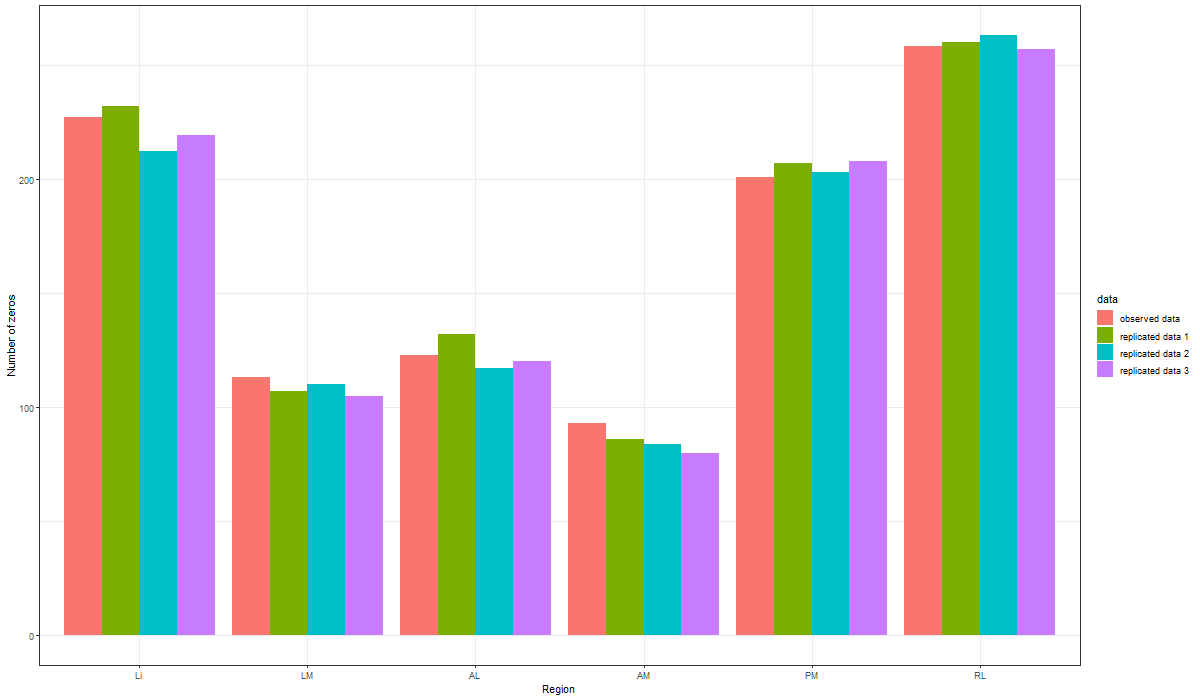 Number of zeros
200
100
0
Li
LM
AL
AM
PM
RL
Region
data
observed data
replicated data 1
replicated data 2
replicated data 3